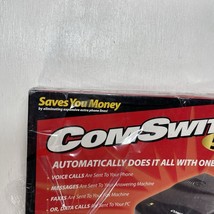 Saves You Money
by eliminating expensive extra phone lines!
COMSWIT
AUTOMATICALLY DOES IT ALL WITH ONE
• VOICE CALLS Are Sent To Your Phone
• MESSAGES Are Sent To Your Answering Machine
• FAXES Are Sent To Your Fax Machine
• OR, DATA CALLS Are Sent To Your PC